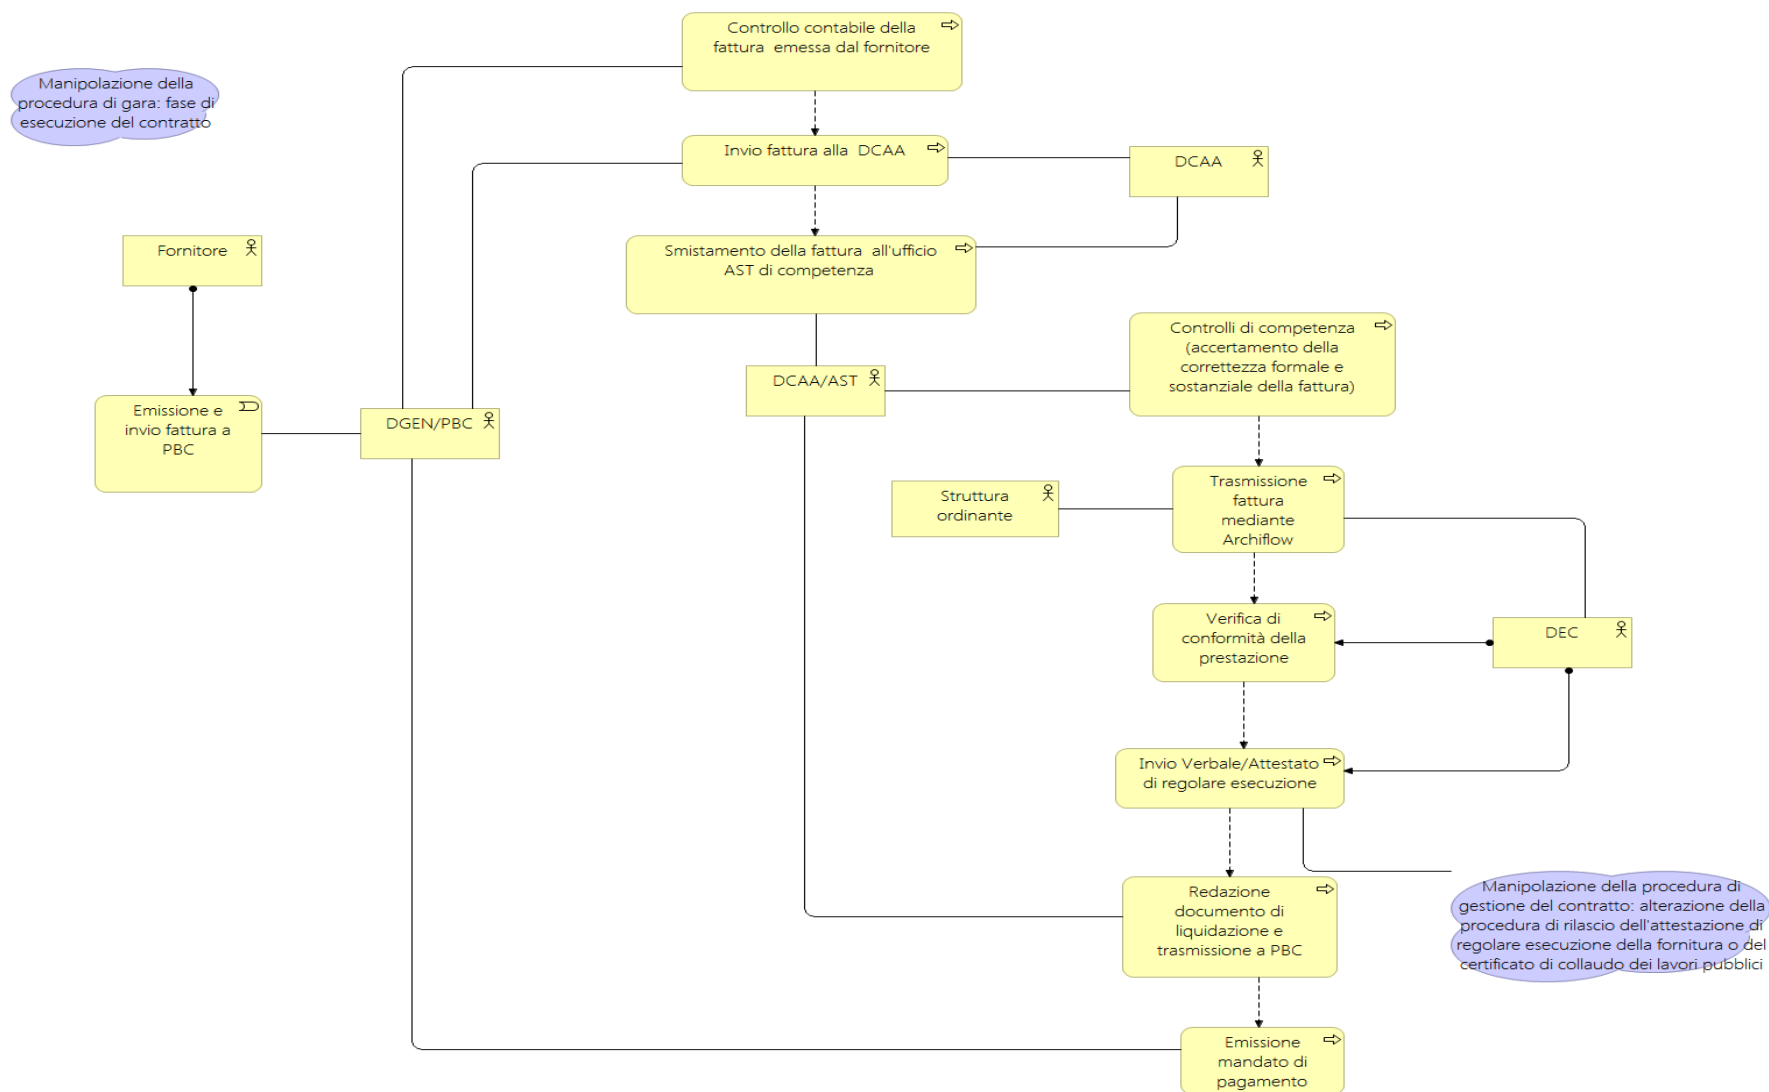 Controllo contabile della
fattura emessa dal fornitore
Manipolazione della
procedura di gara: fase di
esecuzione del contratto
Invio fattura alla DCAA
DCAA
Fornitore
Smistamento della fattura all'ufficio
AST di competenza
Controlli di competenza
(accertamento della
correttezza formale e
sostanziale della fattura)
DCAA/AST
Emissione e
invio fattura a
PBC
DGEN/PBC
Struttura
ordinante
Trasmissione
fattura
mediante
Archiflow
Verifica di
conformità della
prestazione
DEC
Invio Verbale/Attestato
di regolare esecuzione
Redazione
documento di
liquidazione e
trasmissione a PBC
Manipolazione della procedura di
gestione del contratto: alterazione della
procedura di rilascio dell'attestazione di
regolare esecuzione della fornitura o del
certificato di collaudo dei lavori pubblici
Emissione
mandato di
pagamento